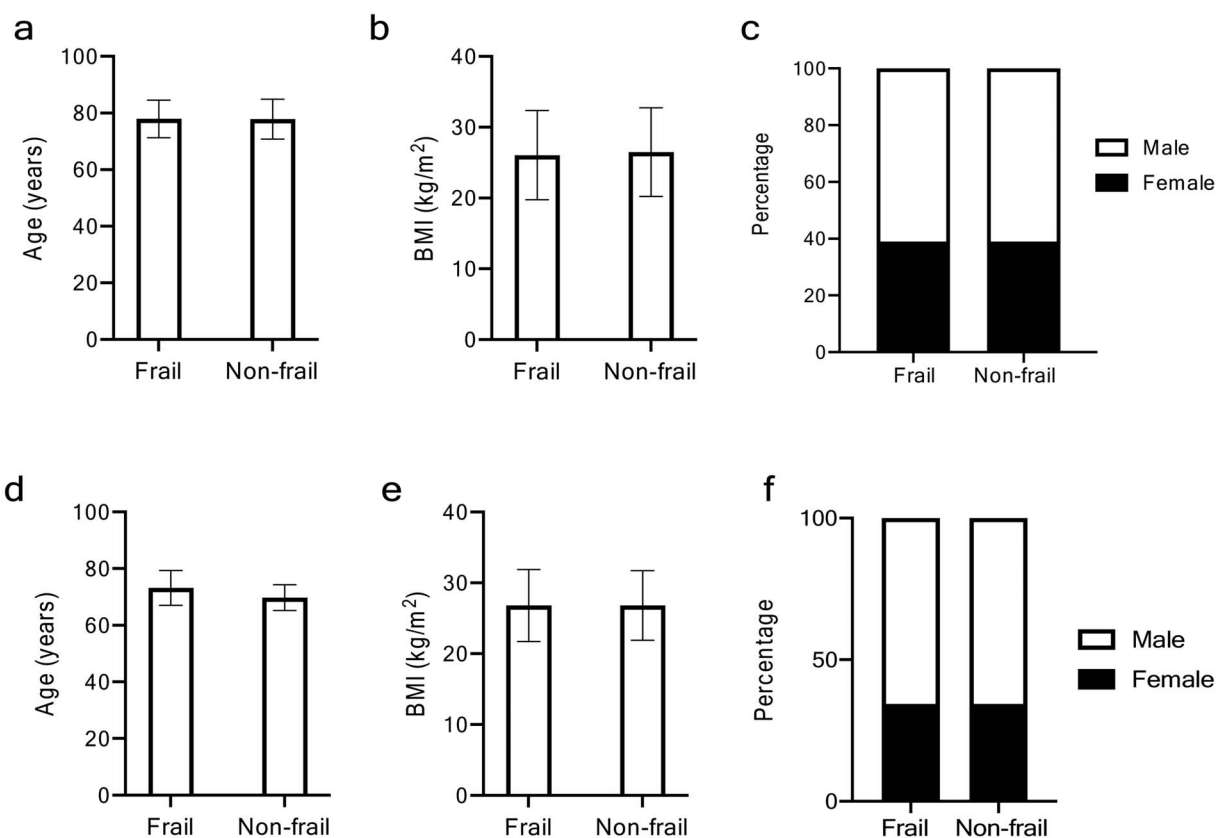 a
Age (years)
100
80
60
40
20
0
Frail
Non-frail
b
BMI (kg/m²)
40
30
20
10
0
Frail
Non-frail
c
Percentage
100
80
60
40
20
0
Frail
Non-frail
Male
Female
d
Age (years)
100
80
60
40
20
0
Frail
Non-frail
e
BMI (kg/m²)
40
30
20
10
0
Frail
Non-frail
f
Percentage
100
50
0
Frail
Non-frail
Male
Female